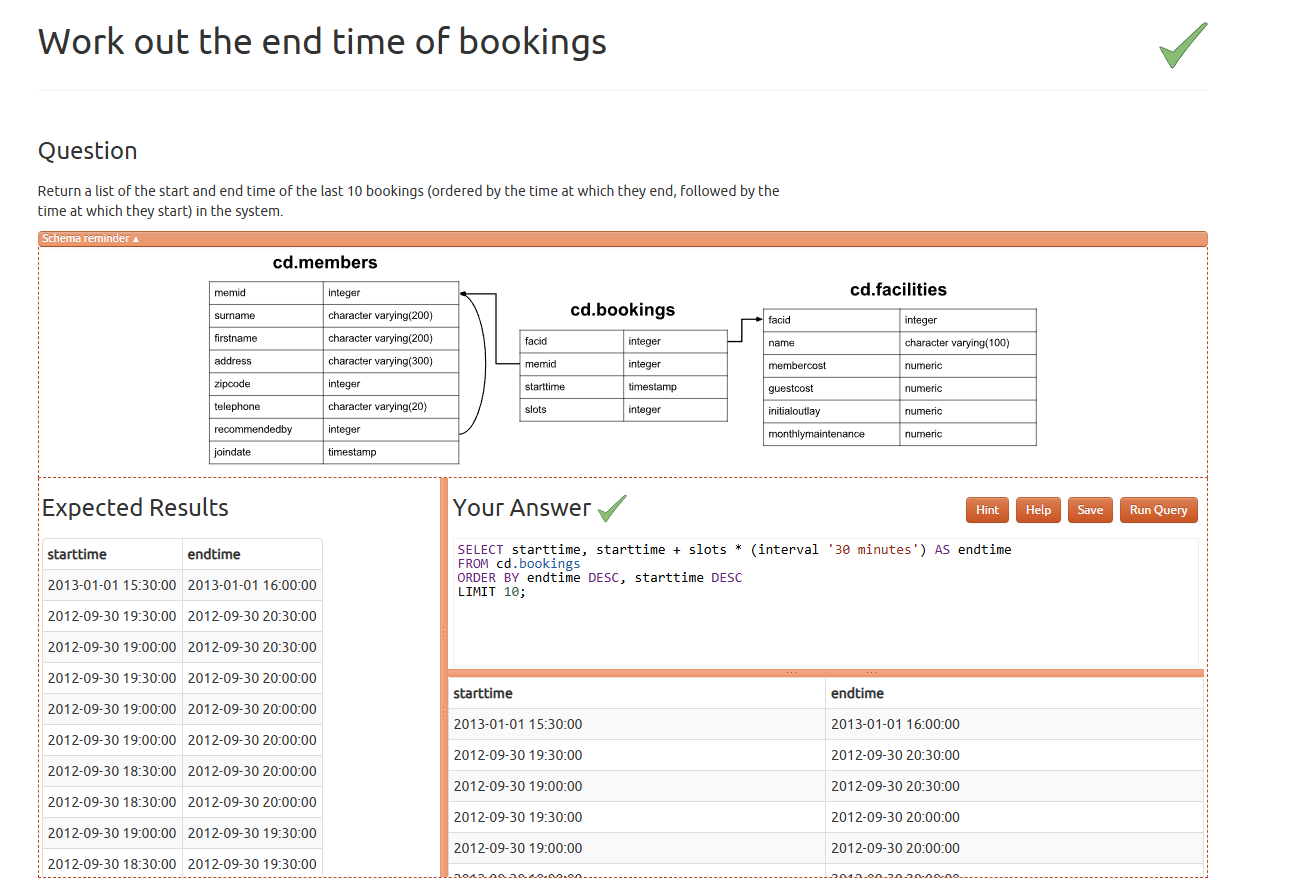 Work out the end time of bookings
Question
Return a list of the start and end time of the last 10 bookings (ordered by the time at which they end, followed by the
time at which they start) in the system.
Schema reminder ▲
cd.members
memid integer
surname character varying(200)
firstname character varying(200)
address character varying(300)
zipcode integer
telephone character varying(20)
recommendedby integer
joindate timestamp
cd.bookings
facid integer
memid integer
starttime timestamp
slots integer
cd.facilities
facid integer
name character varying(100)
membercost numeric
guestcost numeric
initialoutlay numeric
monthlymaintenance numeric
Expected Results
starttime endtime
2013-01-01 15:30:00 2013-01-01 16:00:00
2012-09-30 19:30:00 2012-09-30 20:30:00
2012-09-30 19:00:00 2012-09-30 20:30:00
2012-09-30 19:30:00 2012-09-30 20:00:00
2012-09-30 19:00:00 2012-09-30 20:00:00
2012-09-30 19:00:00 2012-09-30 20:00:00
2012-09-30 18:30:00 2012-09-30 20:00:00
2012-09-30 18:30:00 2012-09-30 20:00:00
2012-09-30 19:00:00 2012-09-30 19:30:00
2012-09-30 18:30:00 2012-09-30 19:30:00
Your Answer
Hint Help Save Run Query
SELECT starttime, starttime + slots * (interval '30 minutes') AS endtime
FROM cd.bookings
ORDER BY endtime DESC, starttime DESC
LIMIT 10;
starttime endtime
2013-01-01 15:30:00 2013-01-01 16:00:00
2012-09-30 19:30:00 2012-09-30 20:30:00
2012-09-30 19:00:00 2012-09-30 20:30:00
2012-09-30 19:30:00 2012-09-30 20:00:00
2012-09-30 19:00:00 2012-09-30 20:00:00